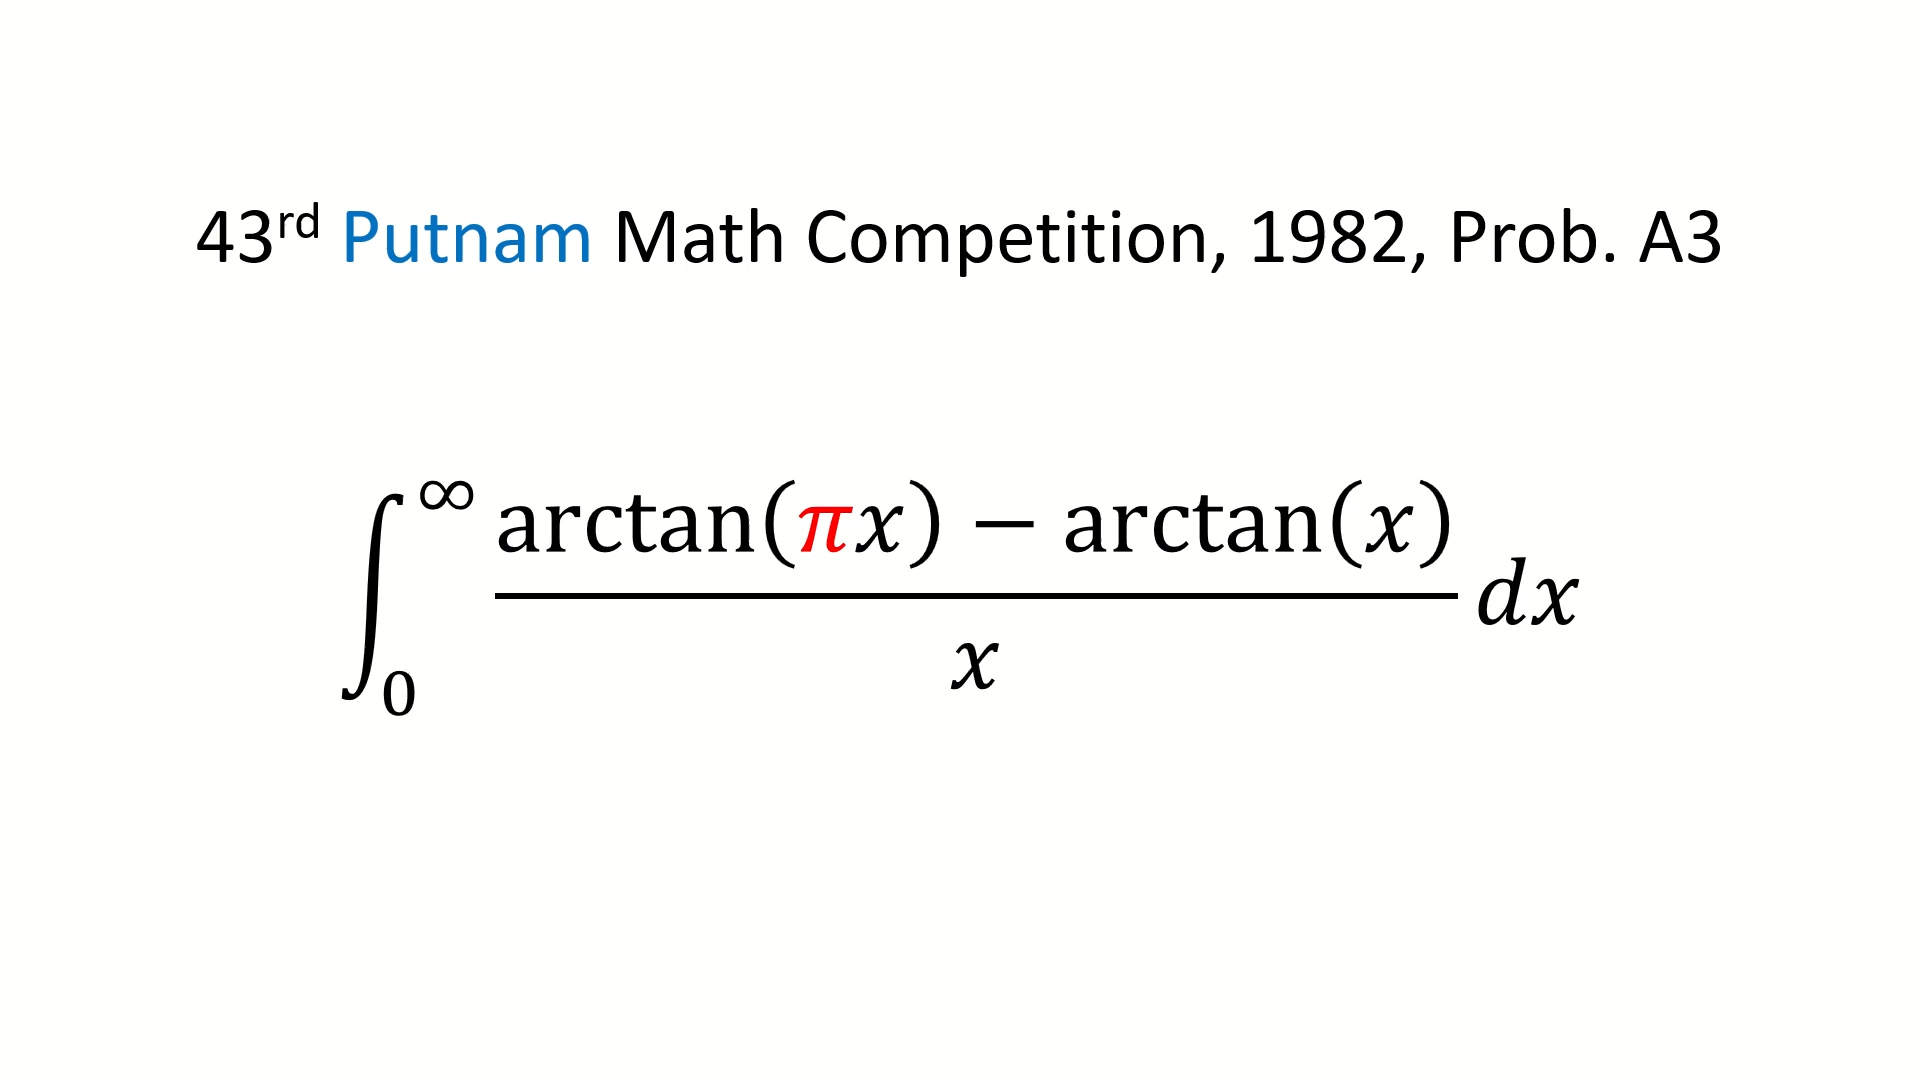 43rd Putnam Math Competition, 1982, Prob. A3
∫₀^∞ (arctan(πx) − arctan(x))/x dx